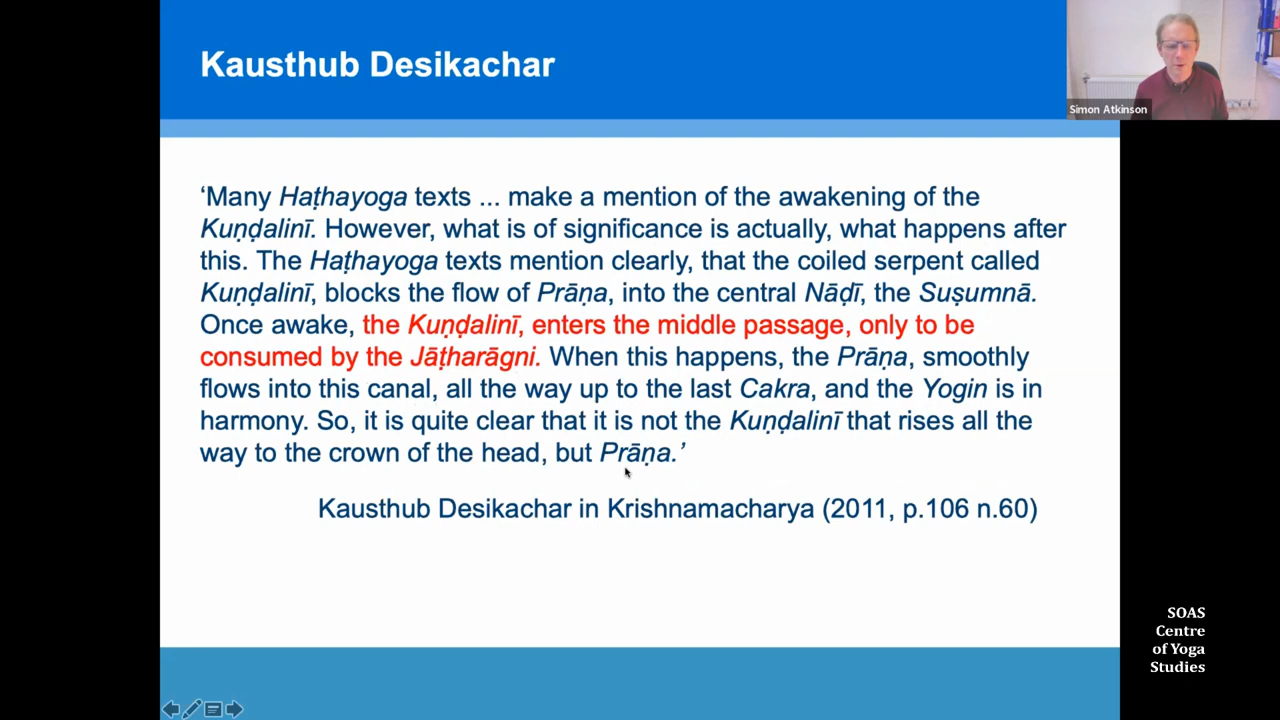 Kausthub Desikachar
Simon Atkinson
‘Many Haṭhayoga texts ... make a mention of the awakening of the
Kuṇḍalinī. However, what is of significance is actually, what happens after
this. The Haṭhayoga texts mention clearly, that the coiled serpent called
Kuṇḍalinī, blocks the flow of Prāṇa, into the central Nāḍī, the Suṣumnā.
Once awake, the Kuṇḍalinī, enters the middle passage, only to be
consumed by the Jāṭharāgni. When this happens, the Prāṇa, smoothly
flows into this canal, all the way up to the last Cakra, and the Yogin is in
harmony. So, it is quite clear that it is not the Kuṇḍalinī that rises all the
way to the crown of the head, but Prāṇa.’
Kausthub Desikachar in Krishnamacharya (2011, p.106 n.60)
SOAS
Centre
of Yoga
Studies